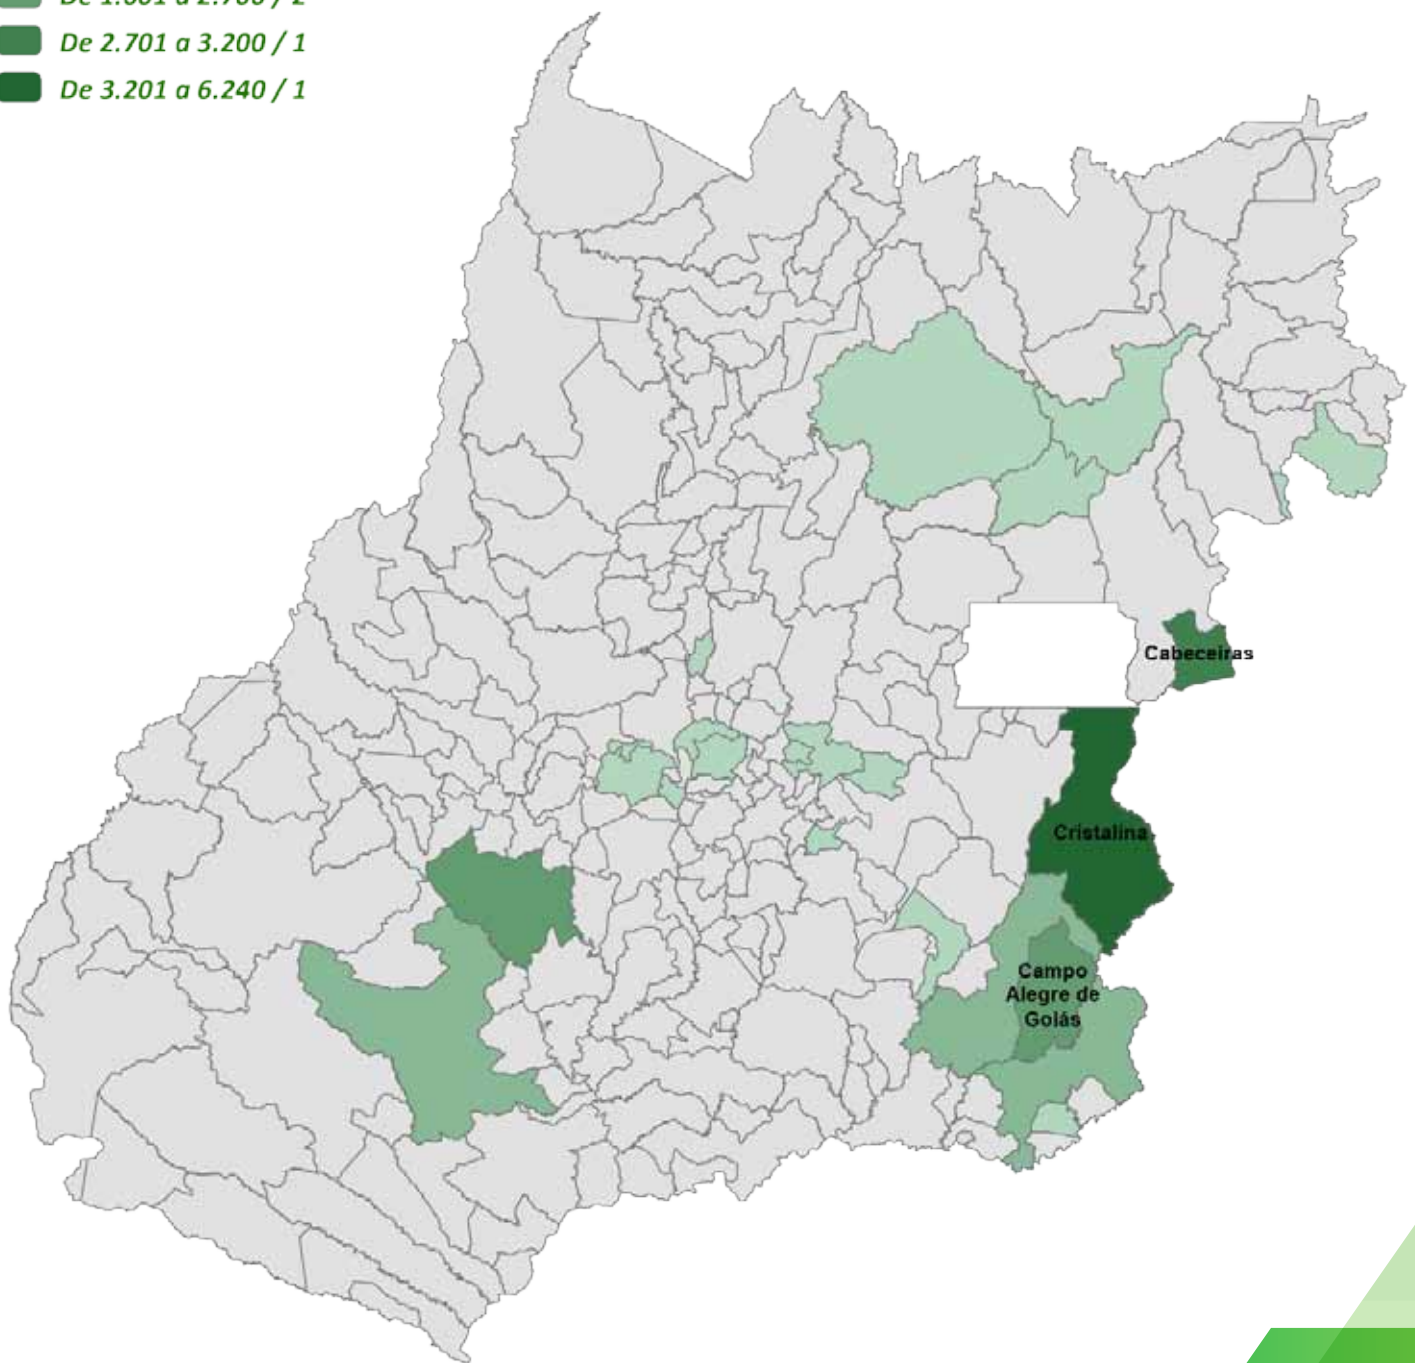 De 2.701 a 3.200 / 1
De 3.201 a 6.240 / 1
Cabeceiras
Cristalina
Campo
Alegre de
Goiás